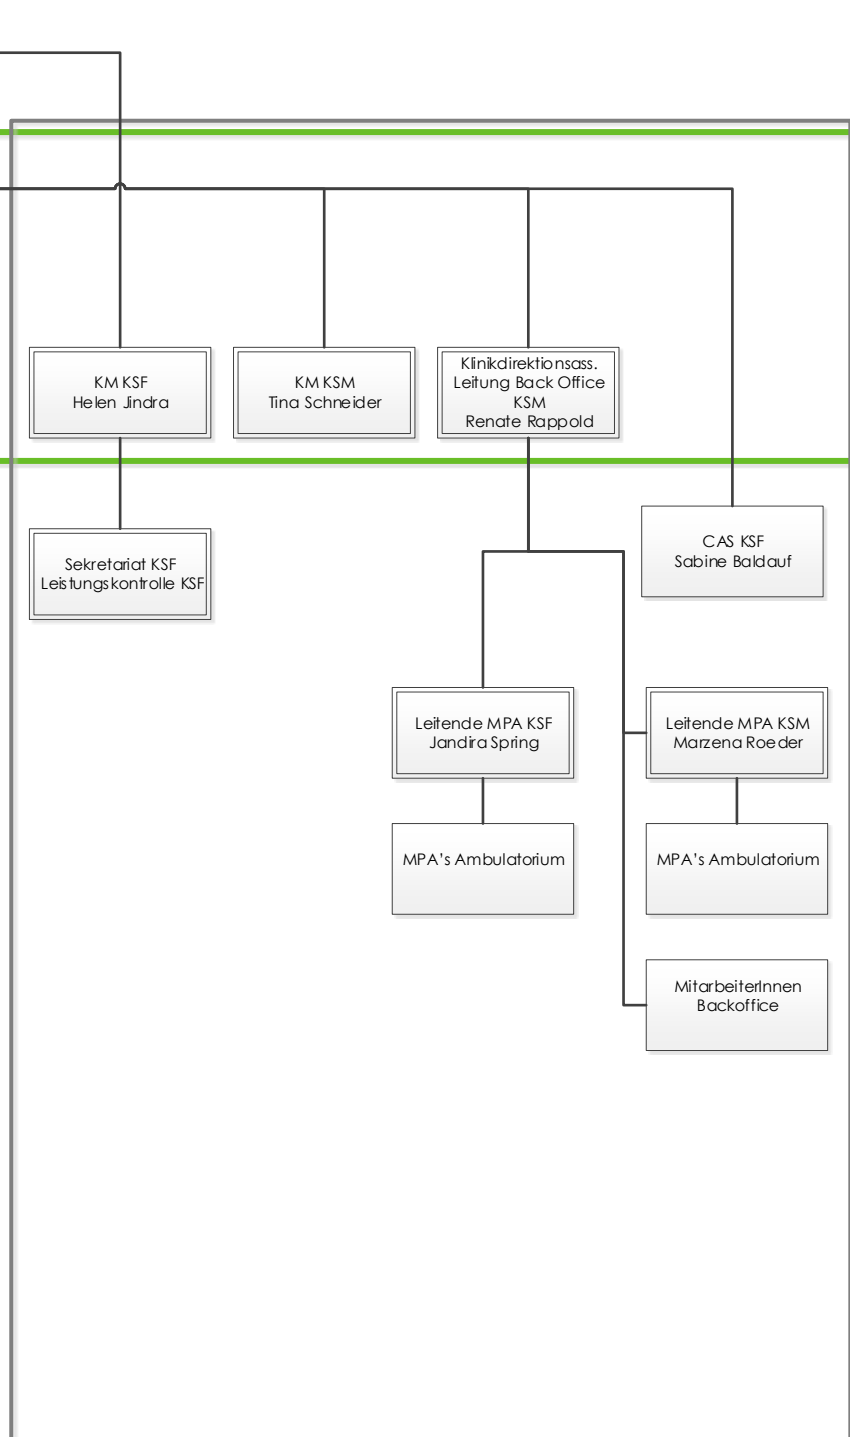 KM KSF
Helen Jindra
KM KSM
Tina Schneider
Klinikdirektionsass.
Leitung Back Office
KSM
Renate Rappold
CAS KSF
Sabine Baldauf
Sekretariat KSF
Leistungskontrolle KSF
Leitende MPA KSF
Jandira Spring
Leitende MPA KSM
Marzena Roeder
MPA's Ambulatorium
MPA's Ambulatorium
MitarbeiterInnen
Backoffice